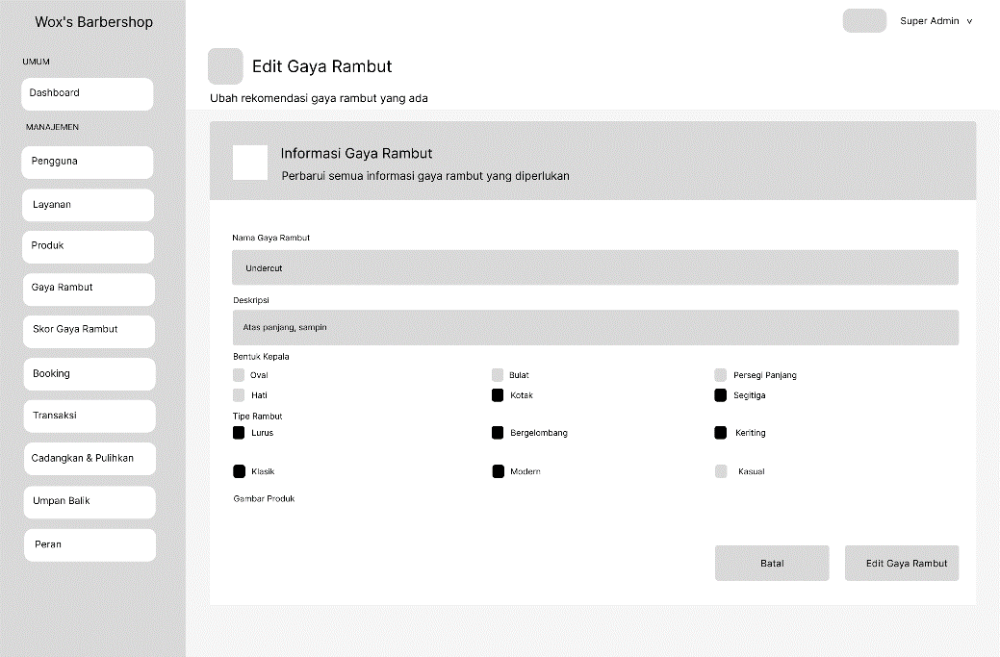 Wox's Barbershop
UMUM
Dashboard
MANAJEMEN
Pengguna
Layanan
Produk
Gaya Rambut
Skor Gaya Rambut
Booking
Transaksi
Cadangkan & Pulihkan
Umpan Balik
Peran
Super Admin v
Edit Gaya Rambut
Ubah rekomendasi gaya rambut yang ada
Informasi Gaya Rambut
Perbarui semua informasi gaya rambut yang diperlukan
Nama Gaya Rambut
Undercut
Deskripsi
Atas panjang, sampin
Bentuk Kepala
Oval Bulat Persegi Panjang
Hati Kotak Segitiga
Tipe Rambut
Lurus Bergelombang Keriting
Klasik Modern Kasual
Gambar Produk
Batal Edit Gaya Rambut